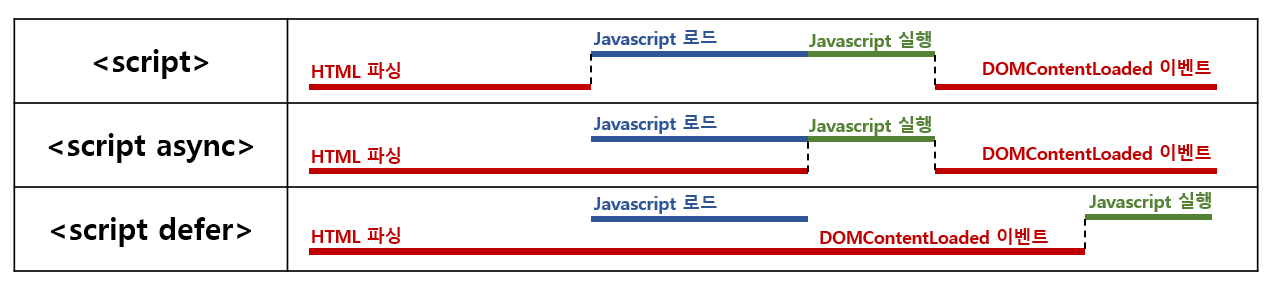 <script>
Javascript 로드
Javascript 실행
HTML 파싱
DOMContentLoaded 이벤트
<script async>
Javascript 로드
Javascript 실행
HTML 파싱
DOMContentLoaded 이벤트
<script defer>
Javascript 로드
Javascript 실행
HTML 파싱
DOMContentLoaded 이벤트